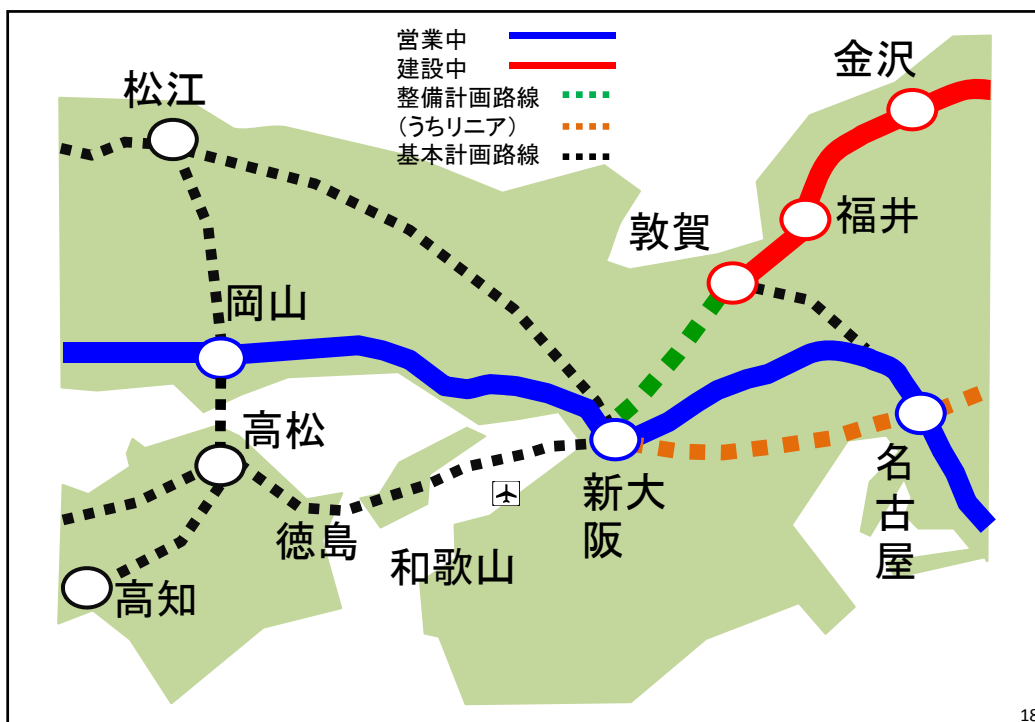 営業中
建設中
整備計画路線
(うちリニア)
基本計画路線
金沢
松江
福井
敦賀
岡山
高松
新大
阪
名
古
屋
徳島
和歌山
高知
18